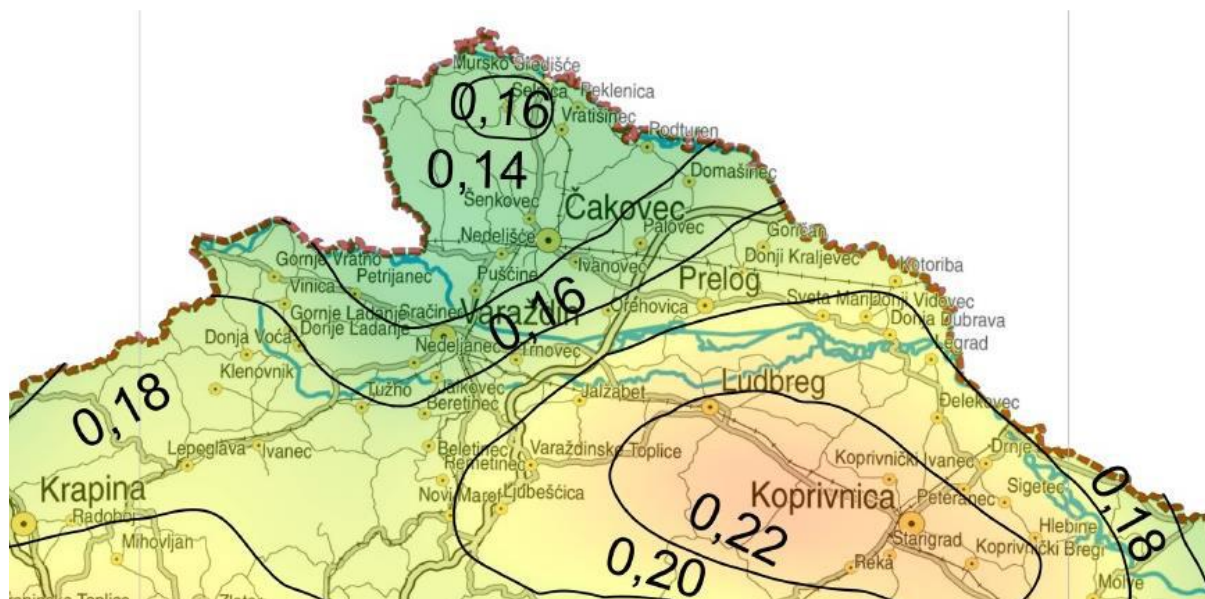 Mursko Središće
Selnica
Peklenica
0,16
Vratišinec
Podturen
0,14
Domašinec
Šenkovec
Čakovec
Nedelišće
Palovec
Goričan
Gornje Vratno
Petrijanec
Puščine
Ivanovec
Donji Kraljevec
Kotoriba
Vinica
Prelog
Gornje Ladanje
Sračinec
Varaždin
0,16
Orehovica
Sveta Marija
Donji Vidovec
Donje Ladanje
Donja Dubrava
Donja Voća
Nedeljanec
Trnovec
Legrad
Klenovnik
Jalkovec
Ludbreg
0,18
Tužno
Beretinec
Jalžabet
Đelekovec
Lepoglava
Ivanec
Beletinec
Varaždinske Toplice
Drnje
Remetinec
Koprivnički Ivanec
Krapina
Novi Marof
Ljubešćica
Koprivnica
Peteranec
Sigetec
0,18
Radoboj
0,22
Hlebine
Mihovljan
Starigrad
Koprivnički Bregi
0,20
Reka
Molve